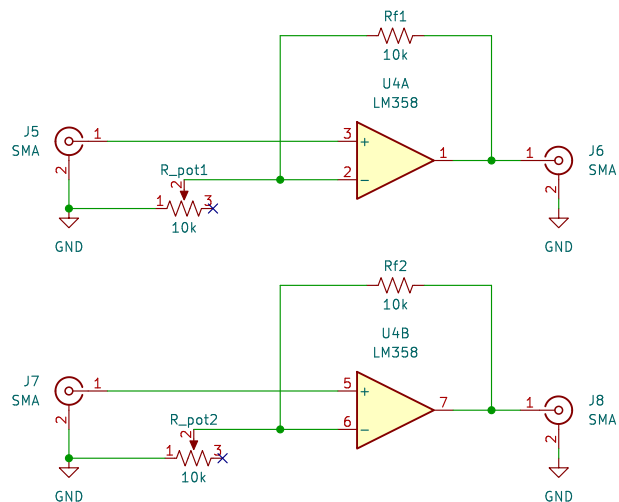 Rf1
10k
U4A
LM358
J5
SMA
1
2
GND
R_pot1
2
1
3
10k
3
+
2
-
1
J6
SMA
1
2
GND
Rf2
10k
U4B
LM358
J7
SMA
1
2
GND
R_pot2
2
1
3
10k
5
+
6
-
7
J8
SMA
1
2
GND